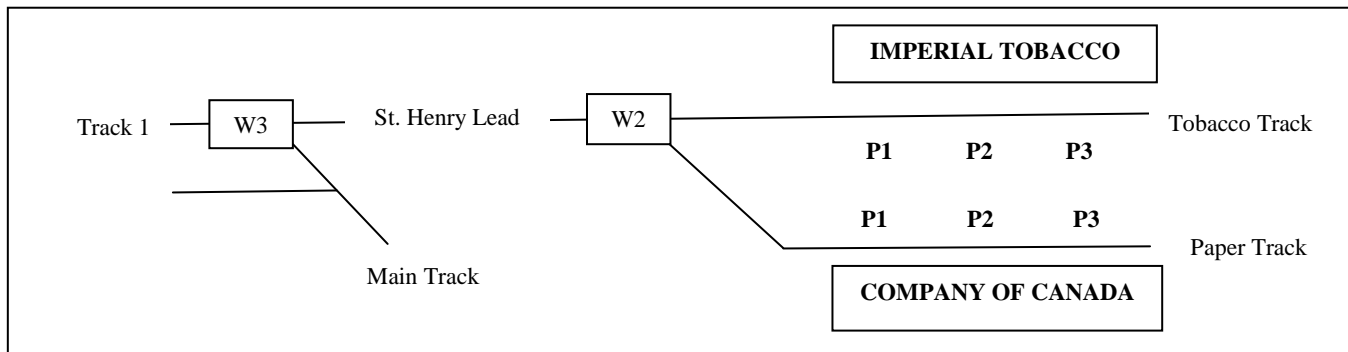 IMPERIAL TOBACCO
Track 1
W3
St. Henry Lead
W2
Tobacco Track
P1 P2 P3
P1 P2 P3
Main Track
Paper Track
COMPANY OF CANADA